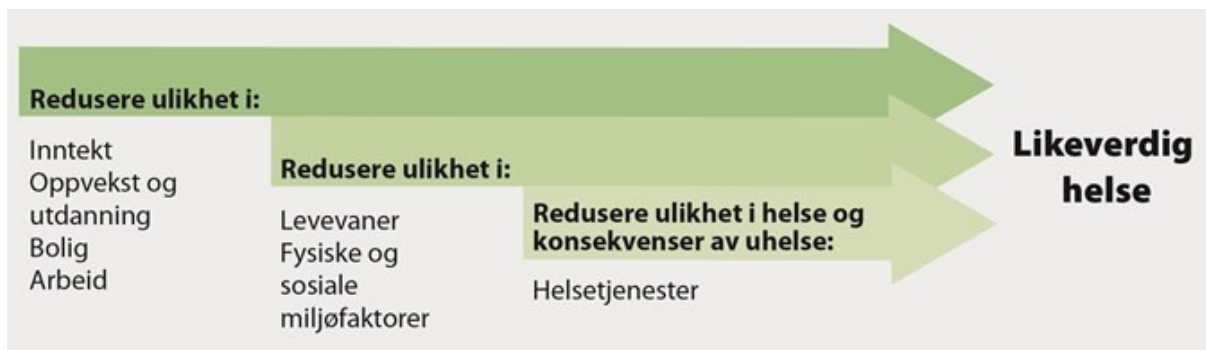 Redusere ulikhet i:
Inntekt
Oppvekst og
utdanning
Bolig
Arbeid
Redusere ulikhet i:
Levevaner
Fysiske og
sosiale
miljøfaktorer
Redusere ulikhet i helse og
konsekvenser av uhelse:
Helsetjenester
Likeverdig
helse